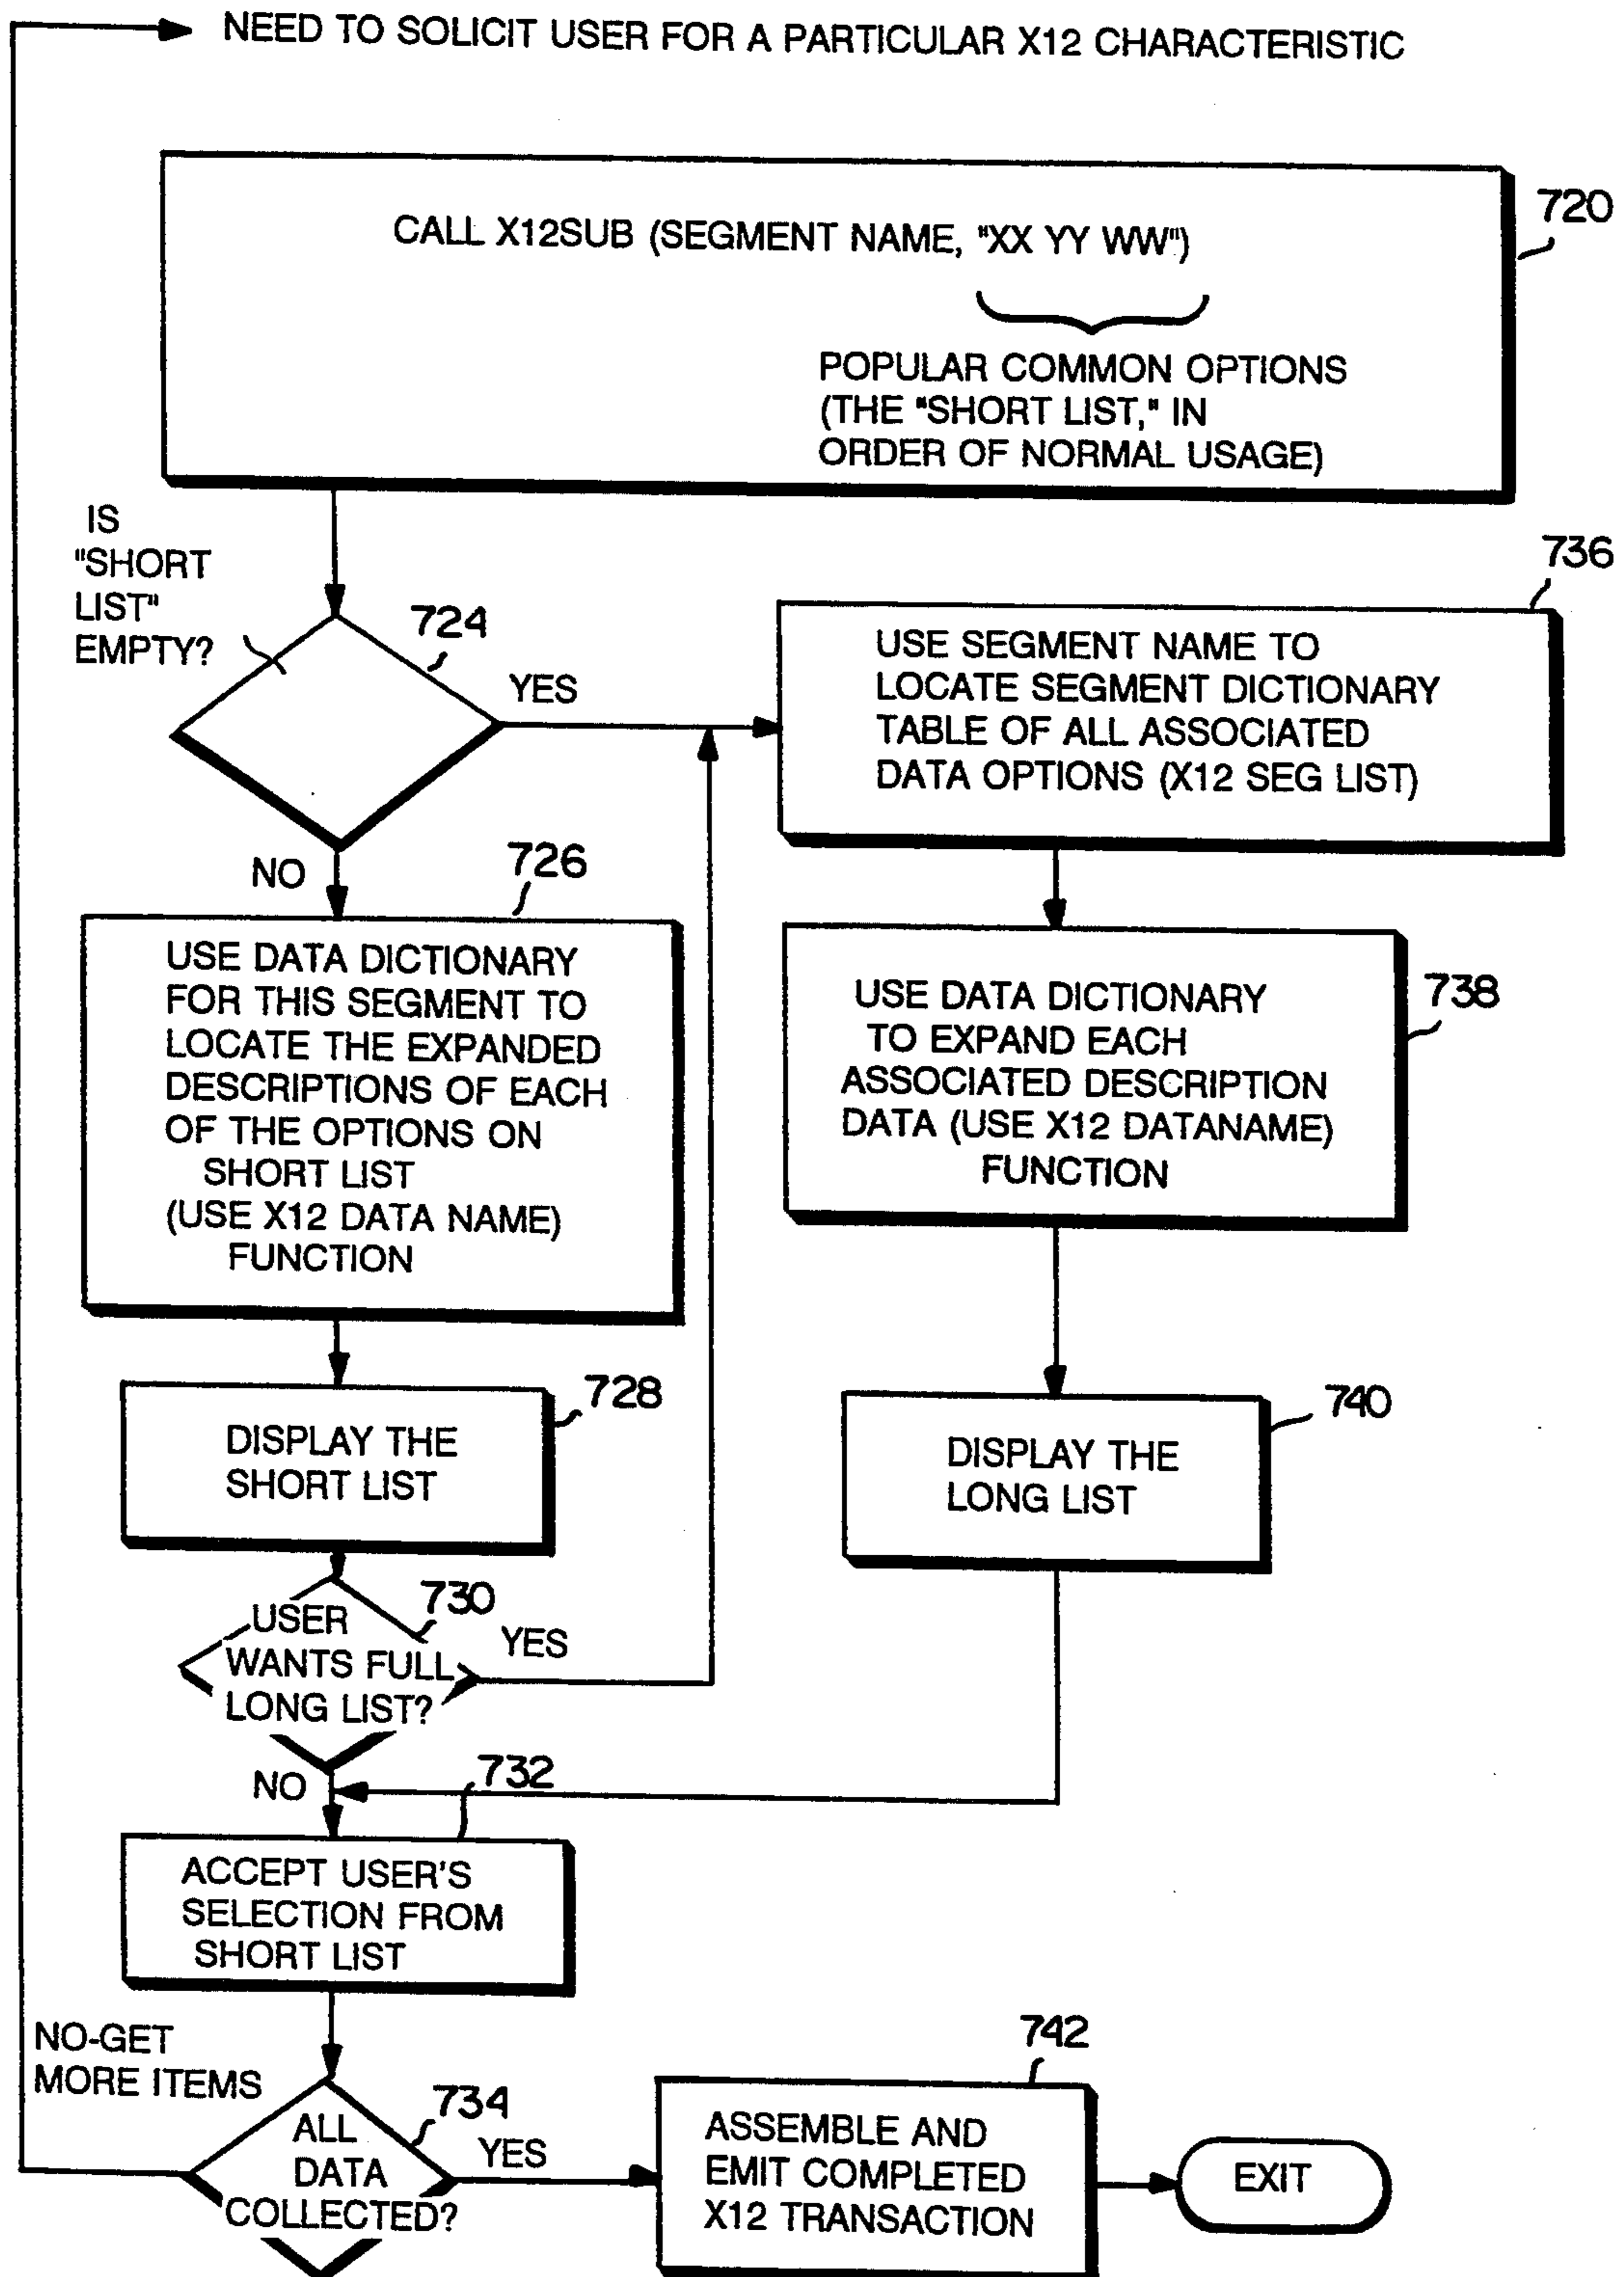 NEED TO SOLICIT USER FOR A PARTICULAR X12 CHARACTERISTIC
720
CALL X12SUB (SEGMENT NAME, "XX YY WW")
POPULAR COMMON OPTIONS
(THE "SHORT LIST," IN
ORDER OF NORMAL USAGE)
IS
"SHORT
LIST"
EMPTY?
724
YES
NO
736
USE SEGMENT NAME TO
LOCATE SEGMENT DICTIONARY
TABLE OF ALL ASSOCIATED
DATA OPTIONS (X12 SEG LIST)
726
USE DATA DICTIONARY
FOR THIS SEGMENT TO
LOCATE THE EXPANDED
DESCRIPTIONS OF EACH
OF THE OPTIONS ON
SHORT LIST
(USE X12 DATA NAME)
FUNCTION
738
USE DATA DICTIONARY
TO EXPAND EACH
ASSOCIATED DESCRIPTION
DATA (USE X12 DATANAME)
FUNCTION
728
DISPLAY THE
SHORT LIST
740
DISPLAY THE
LONG LIST
730
USER
WANTS FULL
LONG LIST?
YES
NO
732
ACCEPT USER'S
SELECTION FROM
SHORT LIST
NO-GET
MORE ITEMS
734
ALL
DATA
COLLECTED?
YES
742
ASSEMBLE AND
EMIT COMPLETED
X12 TRANSACTION
EXIT